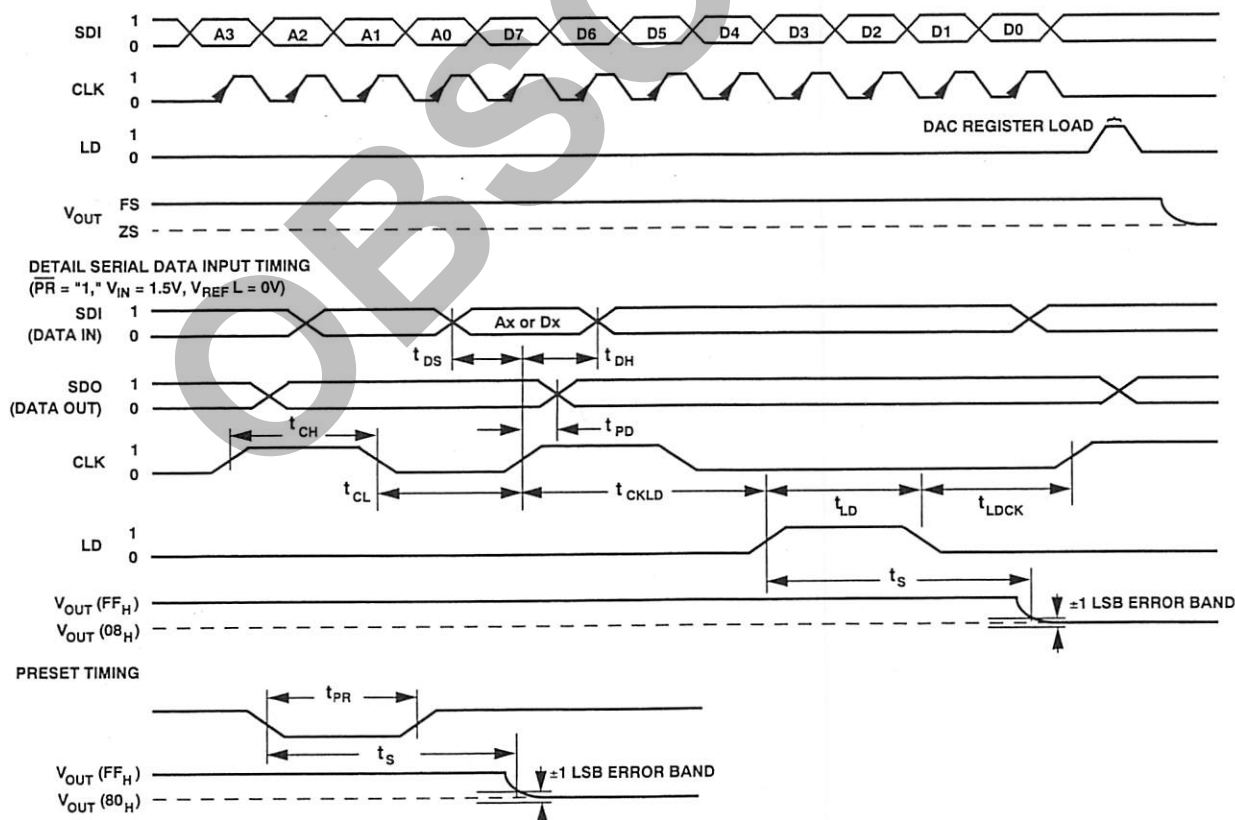 SDI 1 0 A3 A2 A1 A0 D7 D6 D5 D4 D3 D2 D1 D0
CLK 1 0
LD 1 0 DAC REGISTER LOAD
VOUT FS ZS
DETAIL SERIAL DATA INPUT TIMING
(PR = "1," VIN = 1.5V, VREF L = 0V)
SDI (DATA IN) 1 0 Ax or Dx
tDS tDH
SDO (DATA OUT) 1 0
tCH tPD
CLK 1 0
tCL tCKLD tLD tLDCK
LD 1 0
tS
VOUT (FFH) ±1 LSB ERROR BAND
VOUT (08H)
PRESET TIMING
tPR
tS
VOUT (FFH) ±1 LSB ERROR BAND
VOUT (80H)